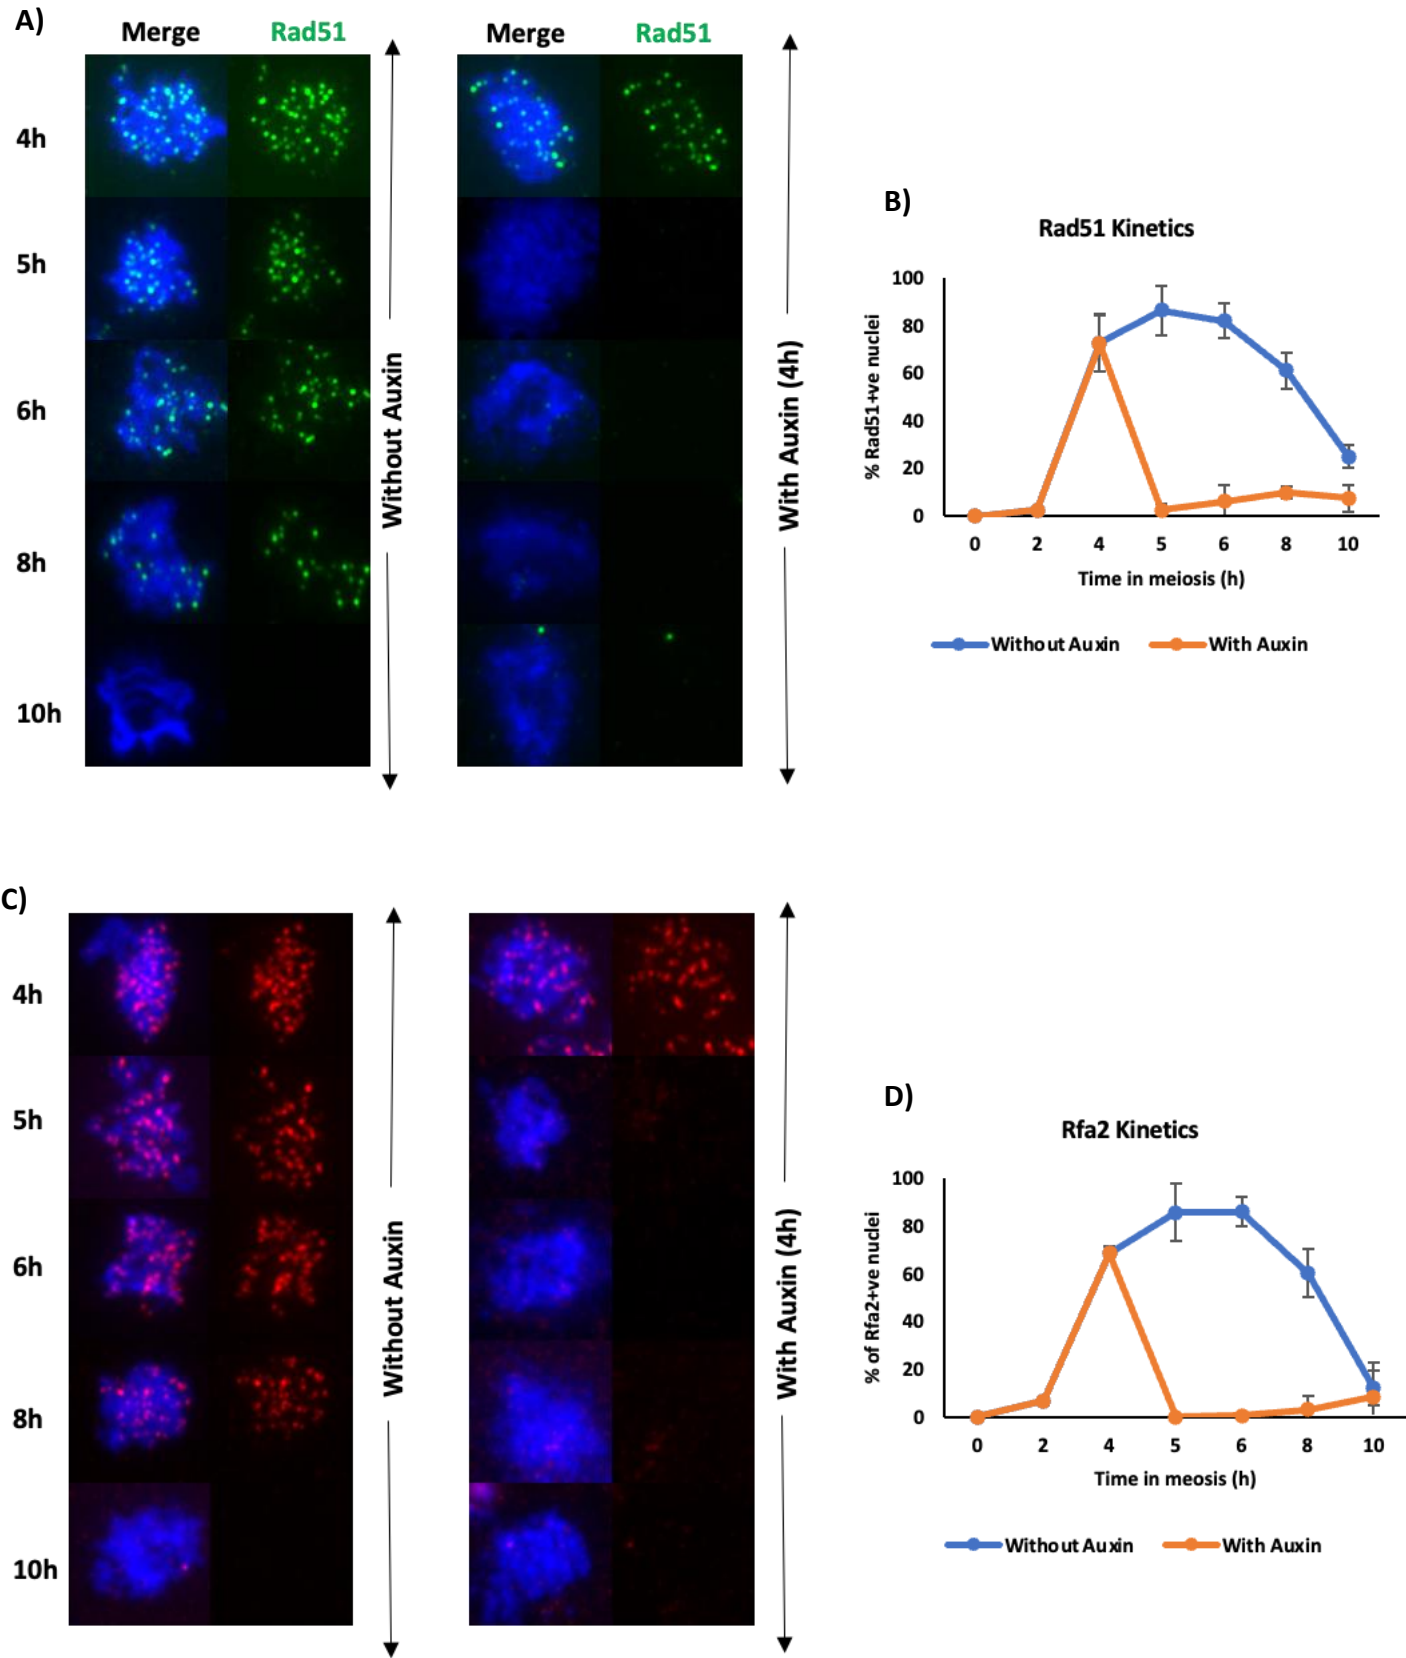 A)
Merge Rad51
Merge Rad51
4h
5h
6h
8h
10h
Without Auxin
With Auxin (4h)
B)
Rad51 Kinetics
% Rad51+ve nuclei
100
80
60
40
20
0
0 2 4 5 6 8 10
Time in meiosis (h)
Without Auxin With Auxin
C)
4h
5h
6h
8h
10h
Without Auxin
With Auxin (4h)
D)
Rfa2 Kinetics
% of Rfa2+ve nuclei
100
80
60
40
20
0
0 2 4 5 6 8 10
Time in meosis (h)
Without Auxin With Auxin